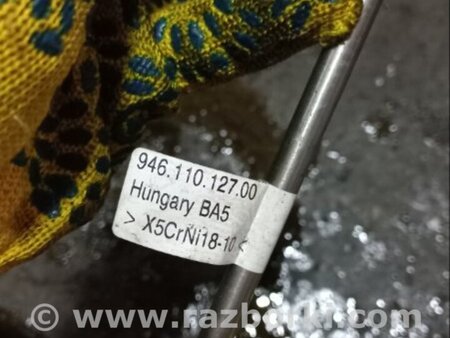 946.110.127.00
Hungary BA5
> X5CrNi18-10 <
© www.razborki.com